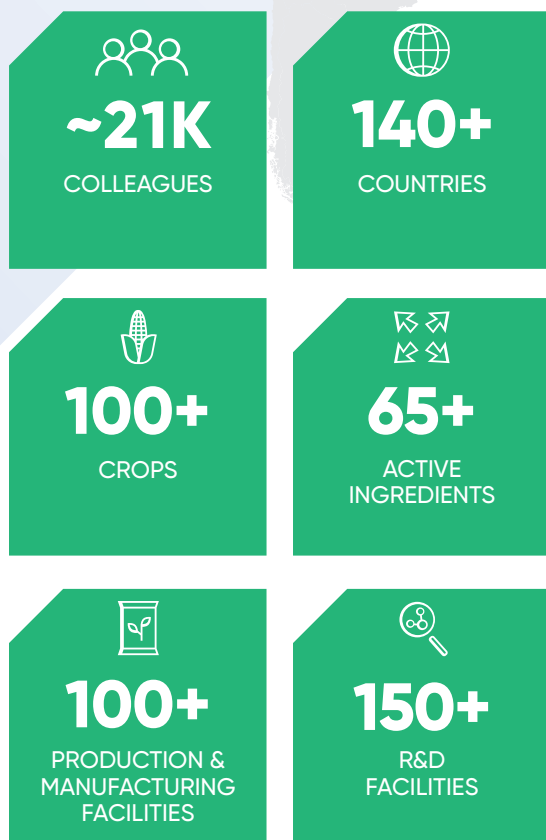 ~21K
COLLEAGUES
140+
COUNTRIES
100+
CROPS
65+
ACTIVE
INGREDIENTS
100+
PRODUCTION &
MANUFACTURING
FACILITIES
150+
R&D
FACILITIES